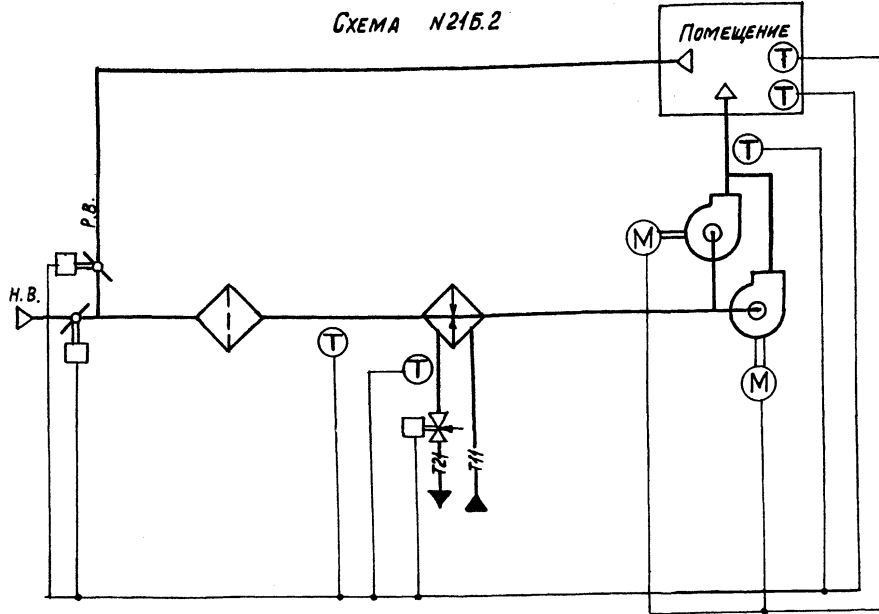 СХЕМА N21Б.2
ПОМЕЩЕНИЕ
Т
Т
Т
Р.В.
М
Н.В.
Т
Т
М
Т21
Т11